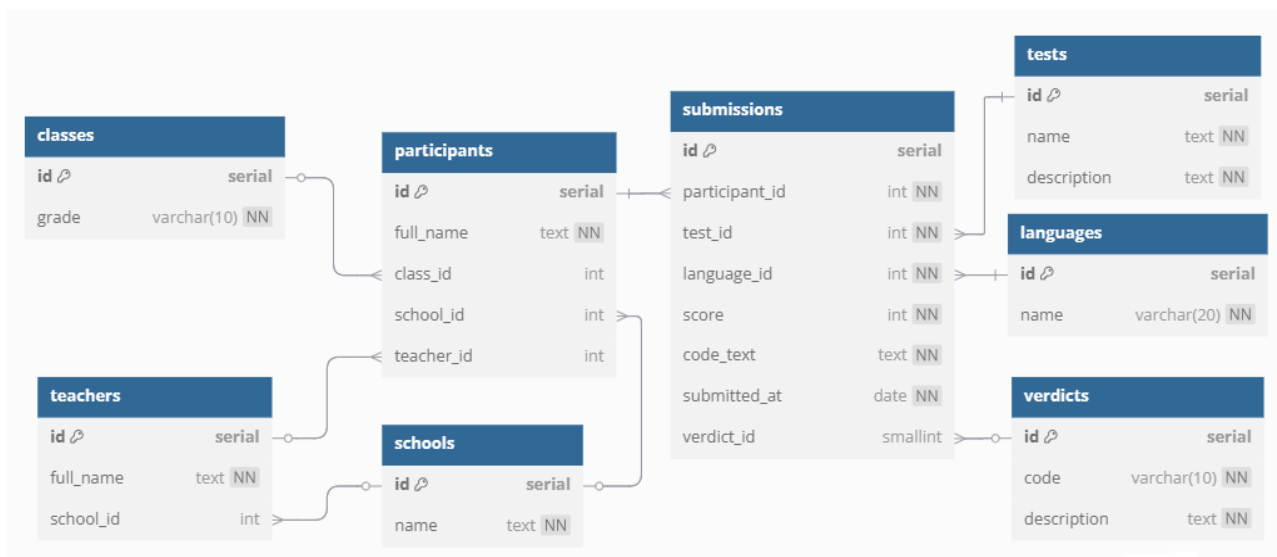 classes
id serial
grade varchar(10) NN
teachers
id serial
full_name text NN
school_id int
participants
id serial
full_name text NN
class_id int
school_id int
teacher_id int
schools
id serial
name text NN
submissions
id serial
participant_id int NN
test_id int NN
language_id int NN
score int NN
code_text text NN
submitted_at date NN
verdict_id smallint
tests
id serial
name text NN
description text NN
languages
id serial
name varchar(20) NN
verdicts
id serial
code varchar(10) NN
description text NN